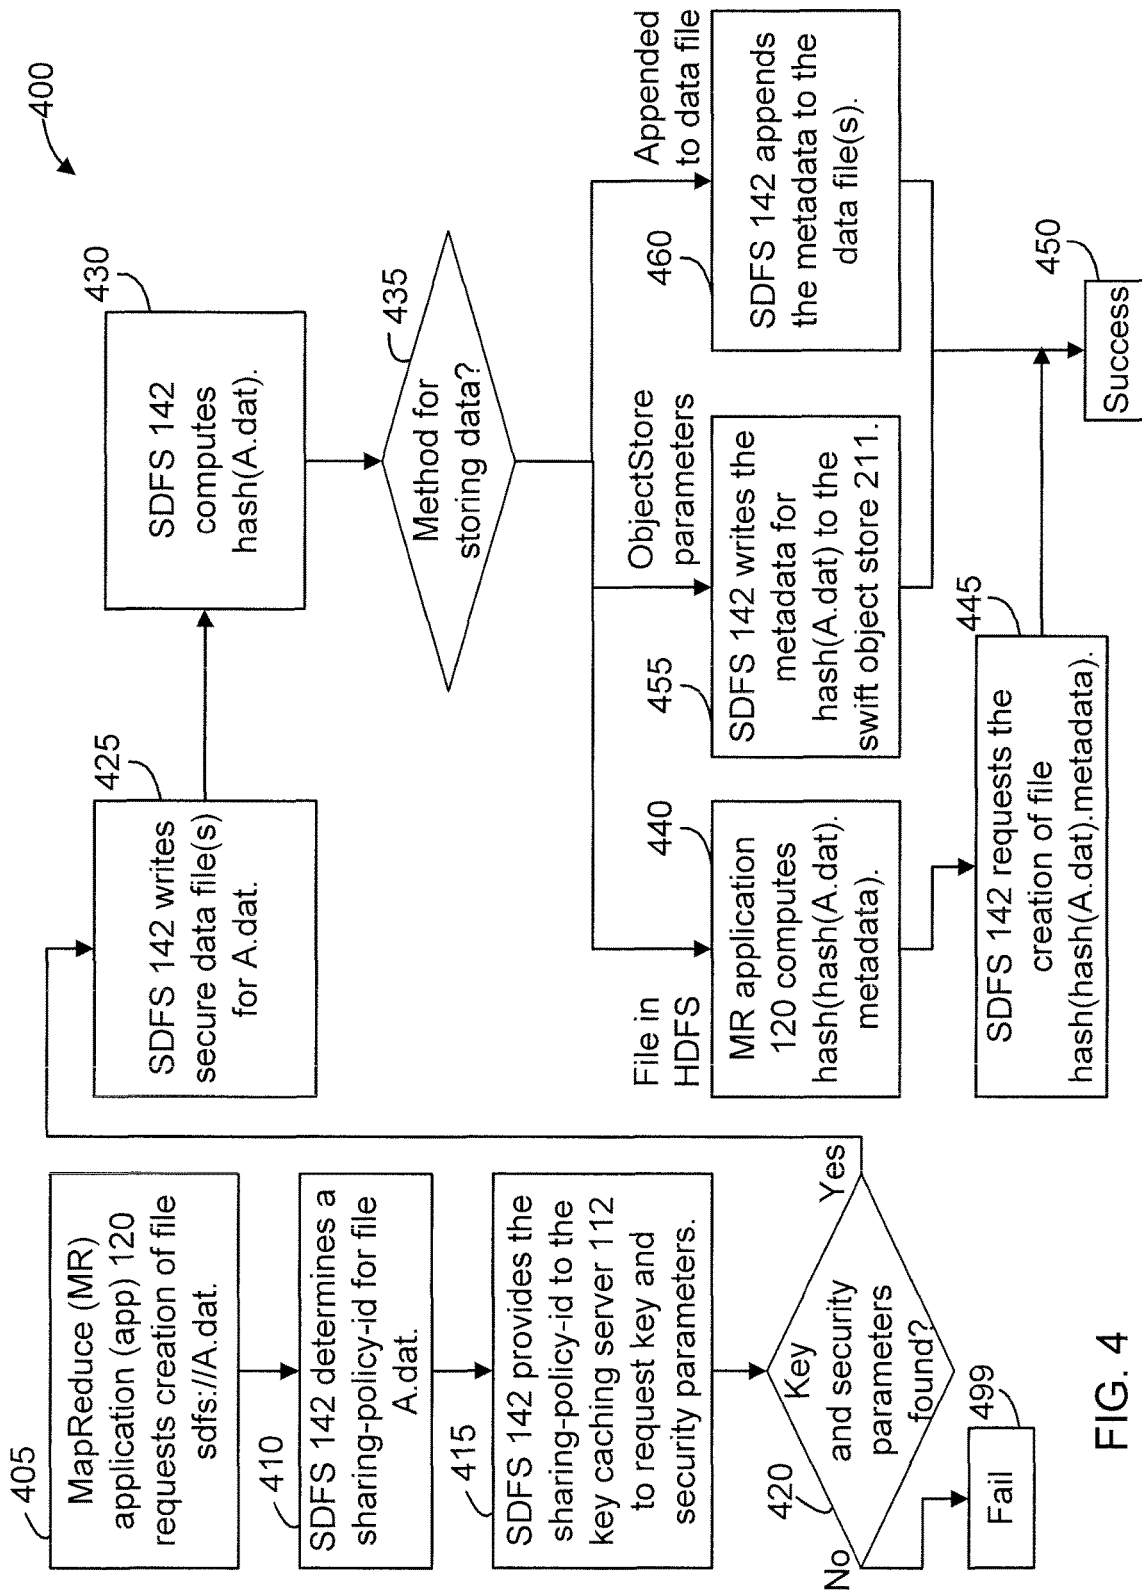 400
405
MapReduce (MR)
application (app) 120
requests creation of file
sdfs://A.dat.
410
SDFS 142 determines a
sharing-policy-id for file
A.dat.
415
SDFS 142 provides the
sharing-policy-id to the
key caching server 112
to request key and
security parameters.
420
Key
and security
parameters
found?
No
Yes
499
Fail
425
SDFS 142 writes
secure data file(s)
for A.dat.
430
SDFS 142
computes
hash(A.dat).
435
Method for
storing data?
File in
HDFS
440
MR application
120 computes
hash(hash(A.dat).
metadata).
445
SDFS 142 requests the
creation of file
hash(hash(A.dat).metadata).
ObjectStore
parameters
455
SDFS 142 writes the
metadata for
hash(A.dat) to the
swift object store 211.
Appended
to data file
460
SDFS 142 appends
the metadata to the
data file(s).
450
Success
FIG. 4